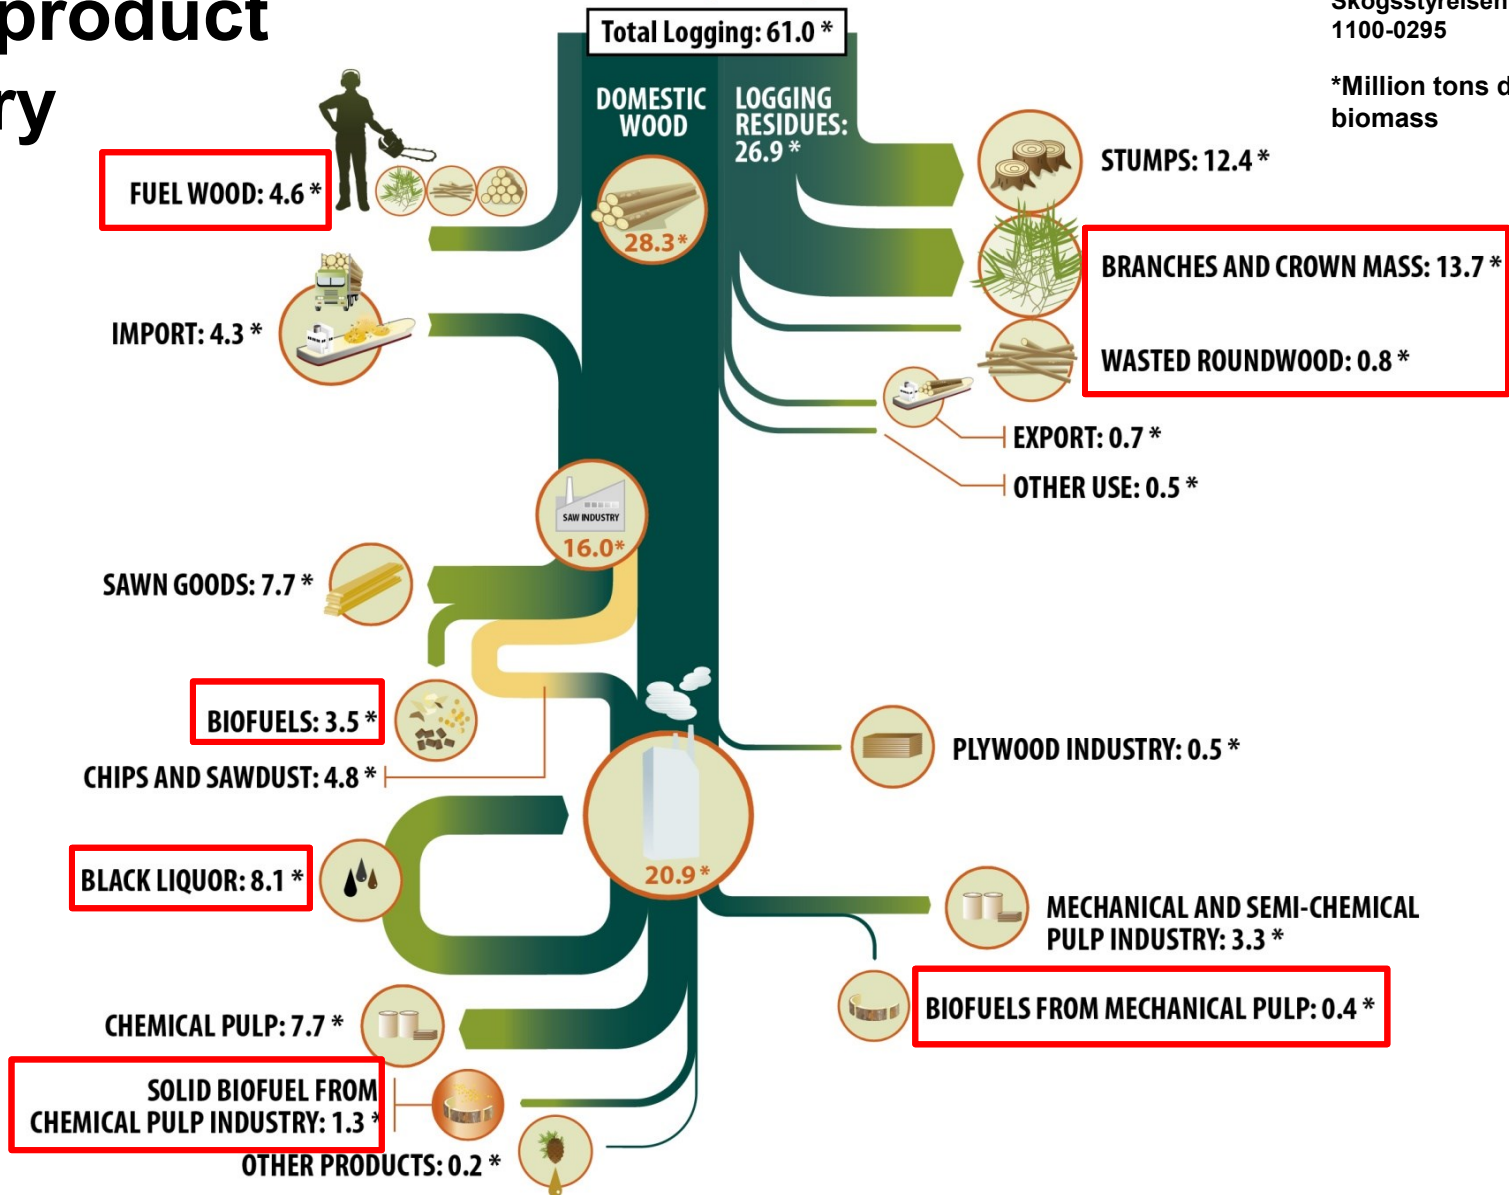 product
Skogsstyrelsen
1100-0295
*Million tons
biomass
Total Logging: 61.0 *
DOMESTIC
WOOD
28.3*
LOGGING
RESIDUES:
26.9 *
FUEL WOOD: 4.6 *
STUMPS: 12.4 *
BRANCHES AND CROWN MASS: 13.7 *
IMPORT: 4.3 *
WASTED ROUNDWOOD: 0.8 *
EXPORT: 0.7 *
OTHER USE: 0.5 *
SAW INDUSTRY
16.0*
SAWN GOODS: 7.7 *
BIOFUELS: 3.5 *
CHIPS AND SAWDUST: 4.8 *
PLYWOOD INDUSTRY: 0.5 *
BLACK LIQUOR: 8.1 *
20.9 *
MECHANICAL AND SEMI-CHEMICAL
PULP INDUSTRY: 3.3 *
BIOFUELS FROM MECHANICAL PULP: 0.4 *
CHEMICAL PULP: 7.7 *
SOLID BIOFUEL FROM
CHEMICAL PULP INDUSTRY: 1.3 *
OTHER PRODUCTS: 0.2 *